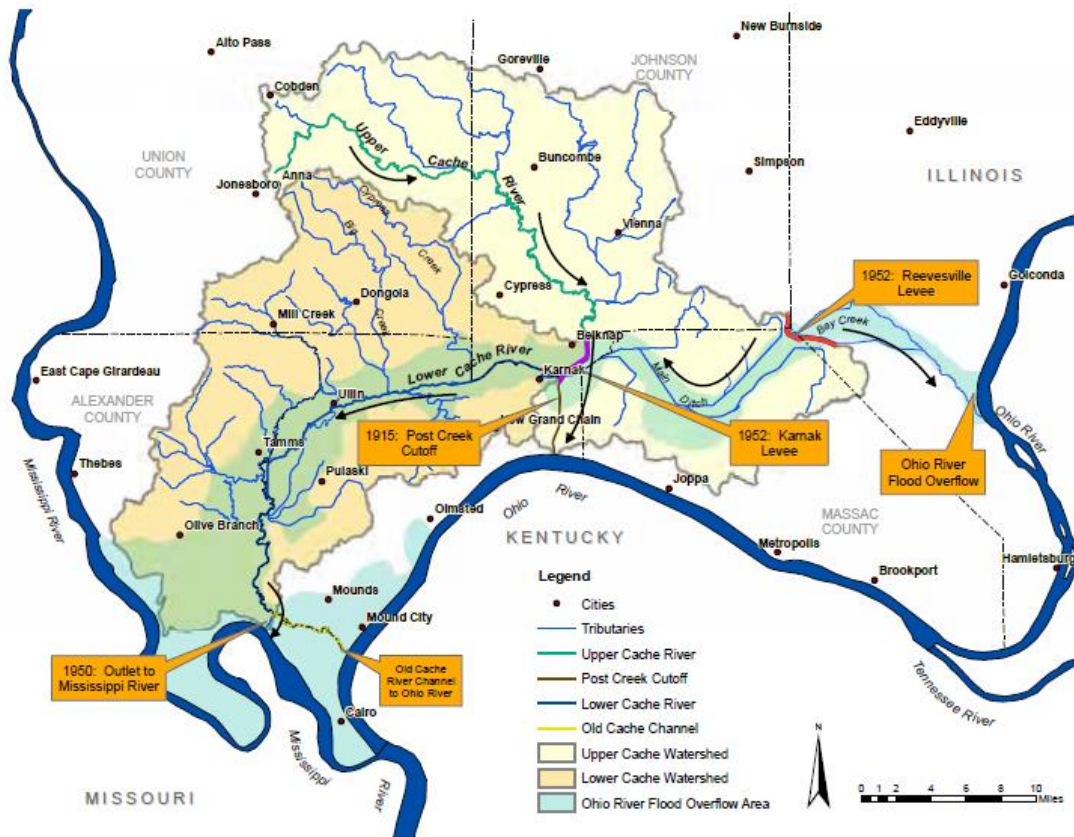 New Burnside
Alto Pass
Goreville
JOHNSON
COUNTY
Cobden
Eddyville
Upper
Cache
River
UNION
COUNTY
Buncombe
Simpson
ILLINOIS
Jonesboro
Anna
Cypress
Creek
Big
Creek
Vienna
1952: Reevesville
Levee
Golconda
Cypress
Dongola
Mill Creek
Bay Creek
Belknap
Lower Cache River
Karnak
Main
Ditch
East Cape Girardeau
ALEXANDER
COUNTY
Ullin
New Grand Chain
1915: Post Creek
Cutoff
1952: Karnak
Levee
Ohio River
Tamms
Thebes
Pulaski
Joppa
Ohio River
Flood Overflow
Mississippi River
Olmsted
Ohio
River
MASSAC
COUNTY
Olive Branch
KENTUCKY
Metropolis
Hamletsburg
Brookport
Mounds
Mound City
1950: Outlet to
Mississippi River
Old Cache
River Channel
to Ohio River
Tennessee River
Cairo
Mississippi
River
MISSOURI
Legend
Cities
Tributaries
Upper Cache River
Post Creek Cutoff
Lower Cache River
Old Cache Channel
Upper Cache Watershed
Lower Cache Watershed
Ohio River Flood Overflow Area
N
0 1 2 4 6 8 10
Miles